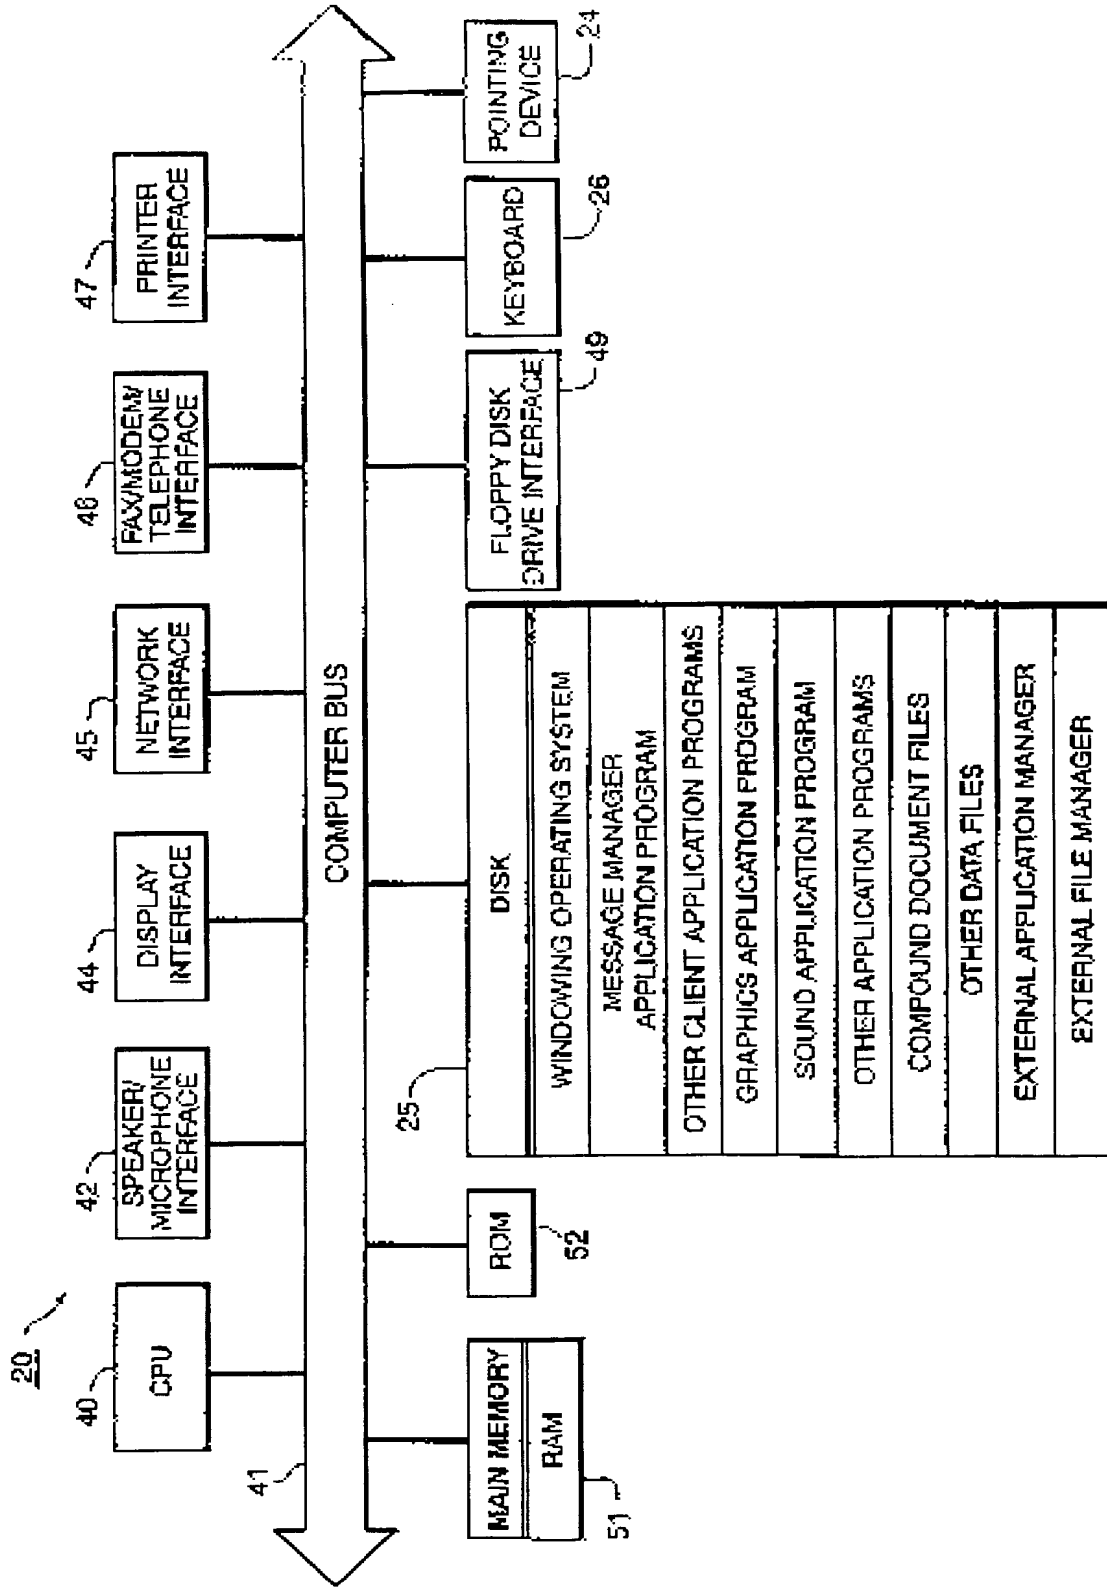 20
40
CPU
42
SPEAKER/
MICROPHONE
INTERFACE
44
DISPLAY
INTERFACE
45
NETWORK
INTERFACE
46
FAX/MODEM/
TELEPHONE
INTERFACE
47
PRINTER
INTERFACE
41
COMPUTER BUS
MAIN MEMORY
RAM
51
ROM
52
25
DISK
WINDOWING OPERATING SYSTEM
MESSAGE MANAGER
APPLICATION PROGRAM
OTHER CLIENT APPLICATION PROGRAMS
GRAPHICS APPLICATION PROGRAM
SOUND APPLICATION PROGRAM
OTHER APPLICATION PROGRAMS
COMPOUND DOCUMENT FILES
OTHER DATA FILES
EXTERNAL APPLICATION MANAGER
EXTERNAL FILE MANAGER
FLOPPY DISK
DRIVE INTERFACE
49
KEYBOARD
26
POINTING
DEVICE
24